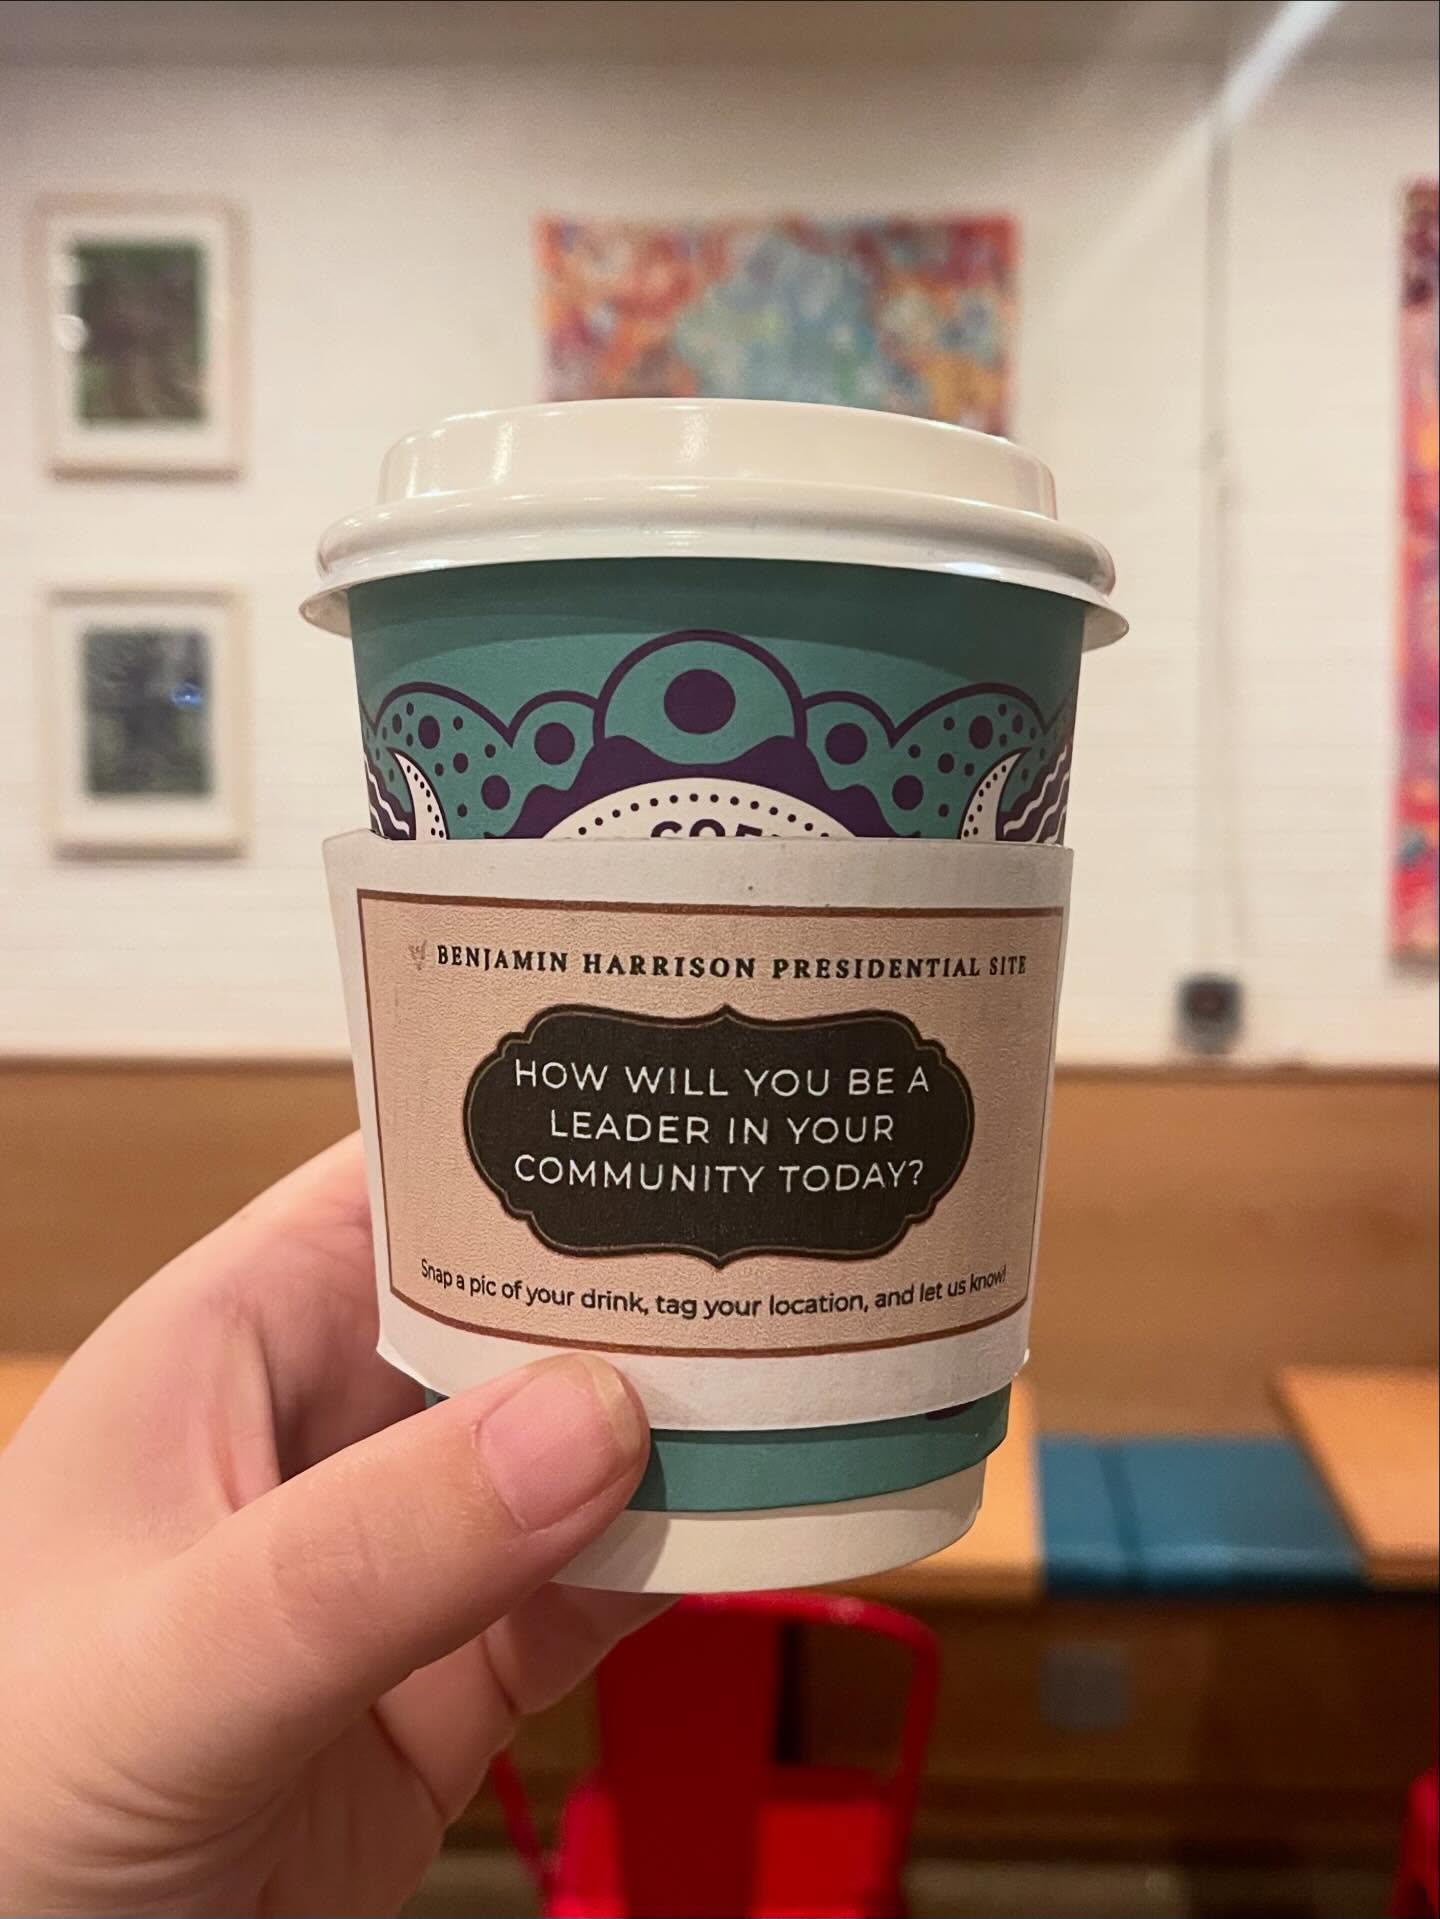 BENJAMIN HARRISON PRESIDENTIAL SITE
HOW WILL YOU BE A
LEADER IN YOUR
COMMUNITY TODAY?
Snap a pic of your drink, tag your location, and let us know!